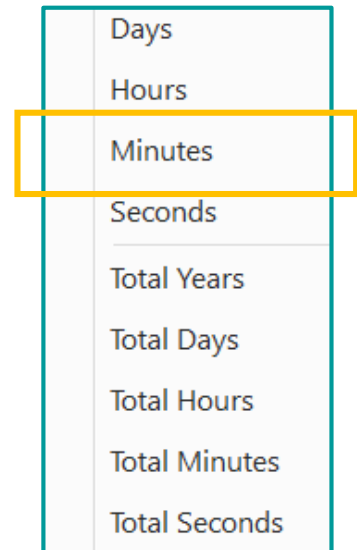 Days
Hours
Minutes
Seconds
Total Years
Total Days
Total Hours
Total Minutes
Total Seconds